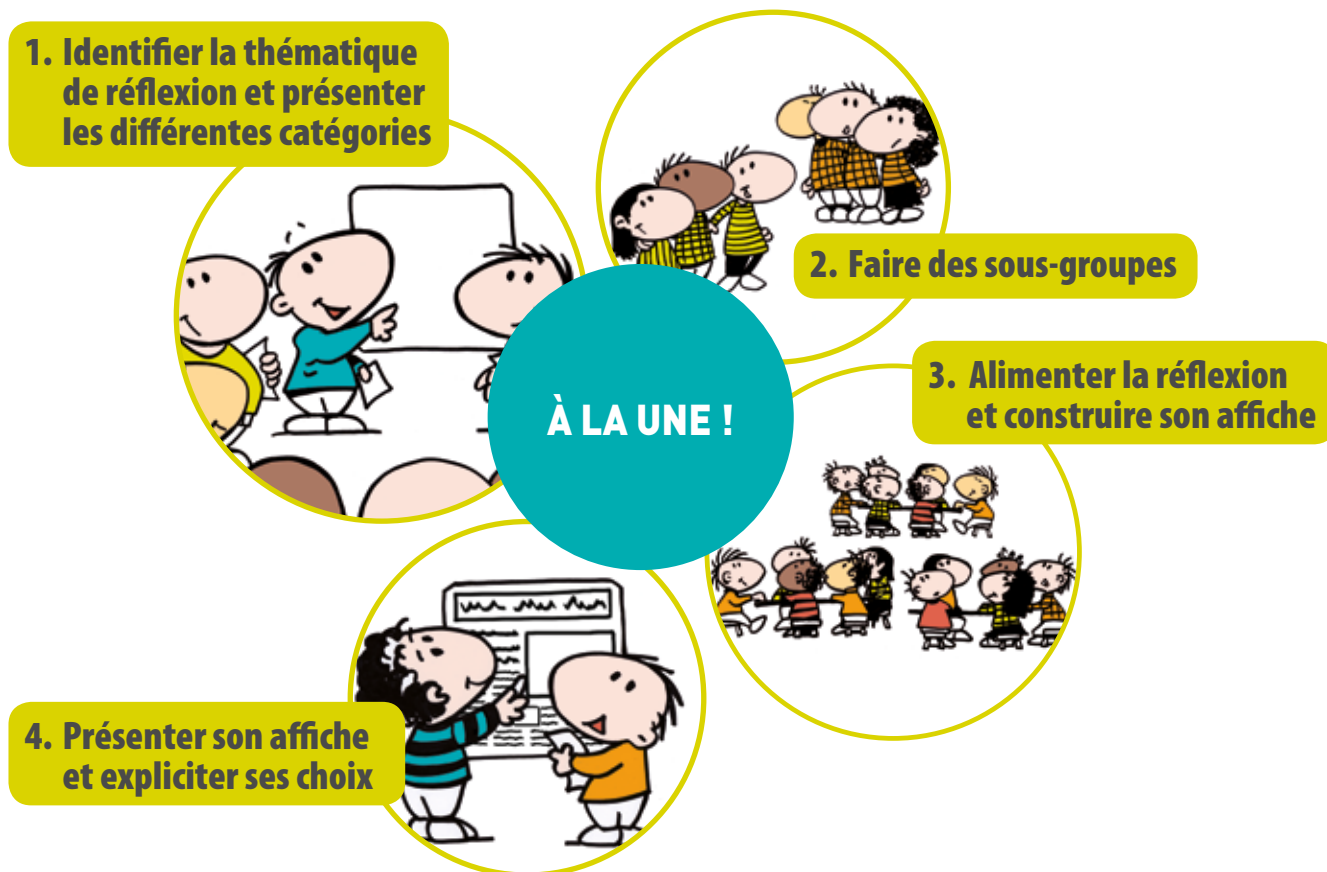 1. Identifier la thématique
de réflexion et présenter
les différentes catégories
2. Faire des sous-groupes
3. Alimenter la réflexion
et construire son affiche
À LA UNE !
4. Présenter son affiche
et expliciter ses choix